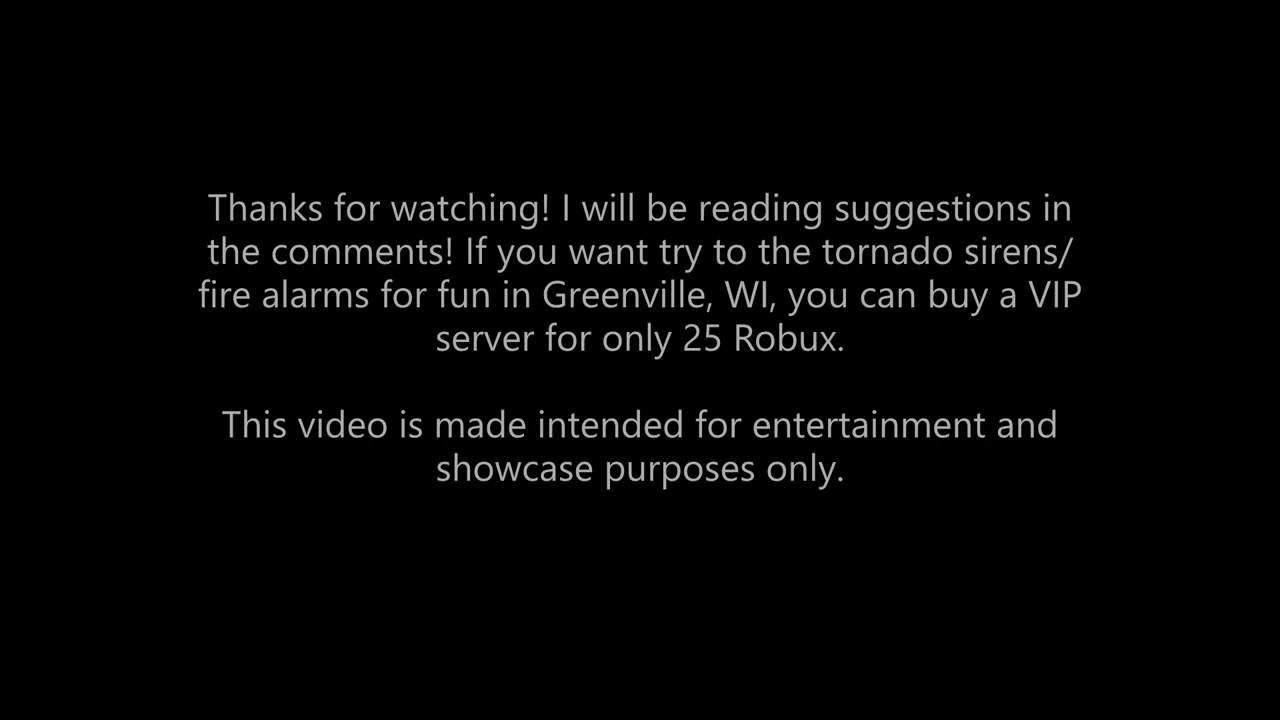 Thanks for watching! I will be reading suggestions in
the comments! If you want try to the tornado sirens/
fire alarms for fun in Greenville, WI, you can buy a VIP
server for only 25 Robux.
This video is made intended for entertainment and
showcase purposes only.